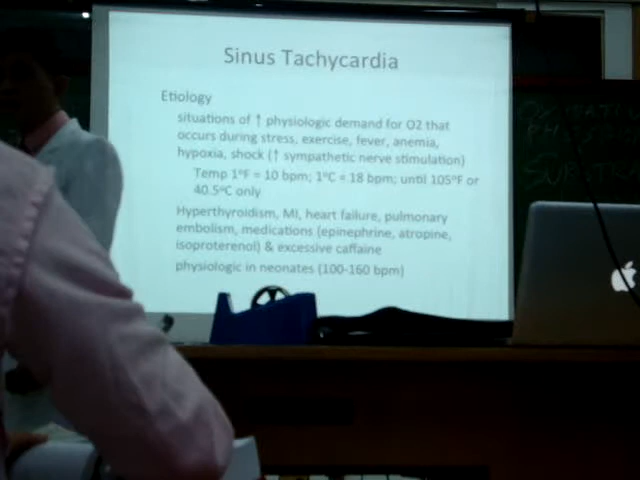 Sinus Tachycardia
Etiology
situations of ↑ physiologic demand for O2 that
occurs during stress, exercise, fever, anemia,
hypoxia, shock (↑ sympathetic nerve stimulation)
Temp 1°F = 10 bpm; 1°C = 18 bpm; until 105°F or
40.5°C only
Hyperthyroidism, MI, heart failure, pulmonary
embolism, medications (epinephrine, atropine,
isoproterenol) & excessive caffaine
physiologic in neonates (100-160 bpm)